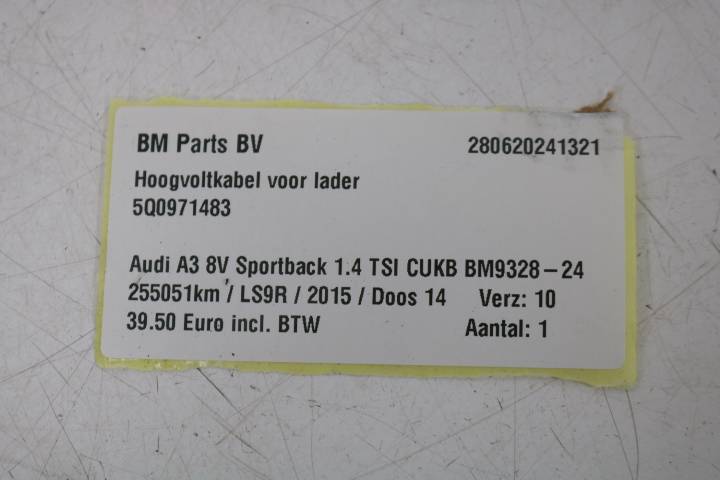 BM Parts BV 280620241321
Hoogvoltkabel voor lader
5Q0971483
Audi A3 8V Sportback 1.4 TSI CUKB BM9328-24
255051km / LS9R / 2015 / Doos 14 Verz: 10
39.50 Euro incl. BTW Aantal: 1